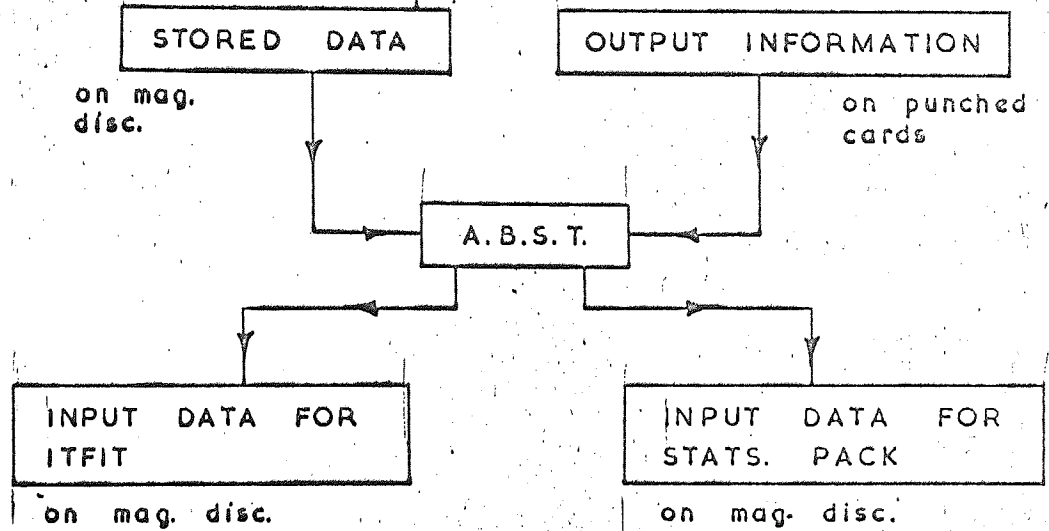 STORED DATA
OUTPUT INFORMATION
on mag.
disc.
on punched
cards
A.B.S.T.
INPUT DATA FOR
ITFIT
INPUT DATA FOR
STATS. PACK
on mag. disc.
on mag. disc.